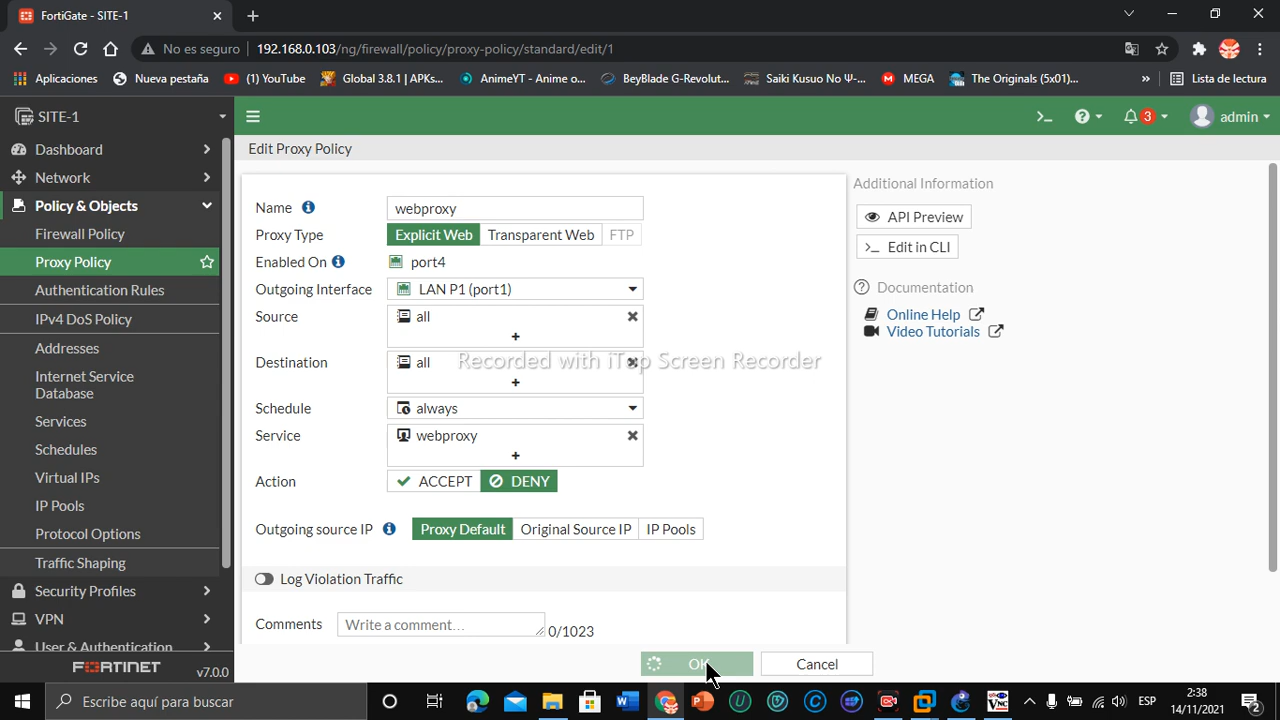 FortiGate - SITE-1
No es seguro 192.168.0.103/ng/firewall/policy/proxy-policy/standard/edit/1
Aplicaciones Nueva pestaña (1) YouTube Global 3.8.1 | APKs... AnimeYT - Anime o... BeyBlade G-Revolut... Saiki Kusuo No Ψ-... MEGA The Originals (5x01)... » Lista de lectura
SITE-1
3 admin
Dashboard
Network
Policy & Objects
Firewall Policy
Proxy Policy
Authentication Rules
IPv4 DoS Policy
Addresses
Internet Service
Database
Services
Schedules
Virtual IPs
IP Pools
Protocol Options
Traffic Shaping
Security Profiles
VPN
User & Authentication
FORTINET v7.0.0
Edit Proxy Policy
Name webproxy
Proxy Type Explicit Web Transparent Web FTP
Enabled On port4
Outgoing Interface LAN P1 (port1)
Source all
+
Destination all
+
Schedule always
Service webproxy
+
Action ACCEPT DENY
Outgoing source IP Proxy Default Original Source IP IP Pools
Log Violation Traffic
Comments Write a comment... 0/1023
OK Cancel
Additional Information
API Preview
>_ Edit in CLI
Documentation
Online Help
Video Tutorials
Recorded with iTop Screen Recorder
Escribe aquí para buscar
ESP
2:38
14/11/2021
2